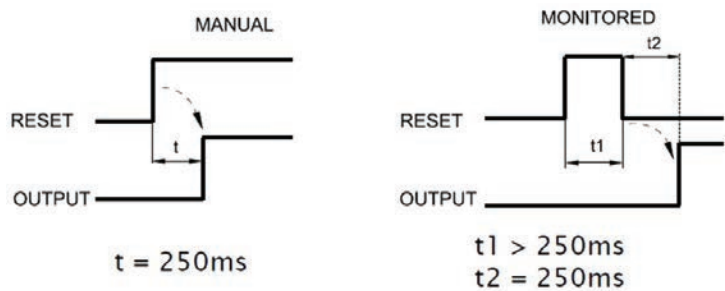 MANUAL
RESET
t
OUTPUT
t = 250ms
MONITORED
t2
RESET
t1
OUTPUT
t1 > 250ms
t2 = 250ms